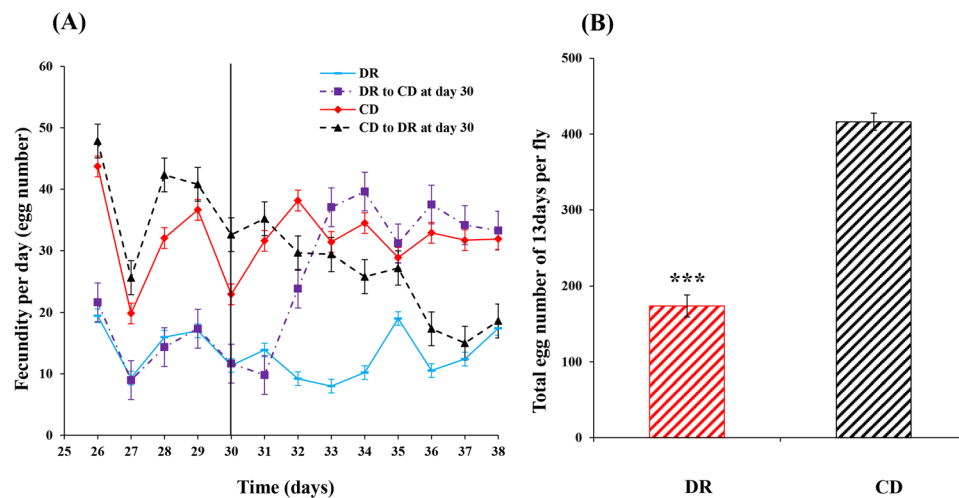 (A)
Fecundity per day (egg number)
60
50
40
30
20
10
0
DR
DR to CD at day 30
CD
CD to DR at day 30
25 26 27 28 29 30 31 32 33 34 35 36 37 38
Time (days)
(B)
Total egg number of 13days per fly
500
400
300
200
100
0
***
DR CD